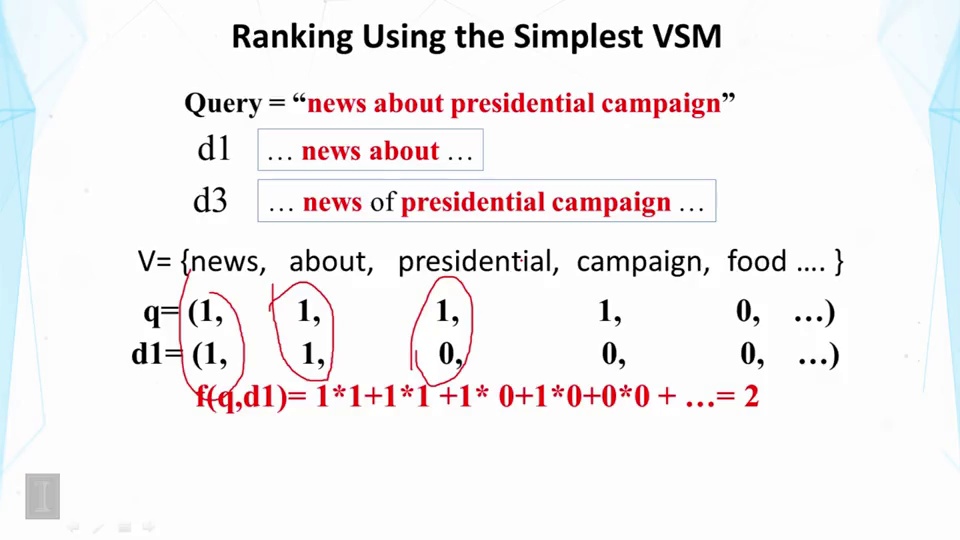 Ranking Using the Simplest VSM
Query = “news about presidential campaign”
d1 … news about …
d3 … news of presidential campaign …
V= {news, about, presidential, campaign, food …. }
q= (1, 1, 1, 1, 0, …)
d1= (1, 1, 0, 0, 0, …)
f(q,d1)= 1*1+1*1 +1* 0+1*0+0*0 + …= 2
I